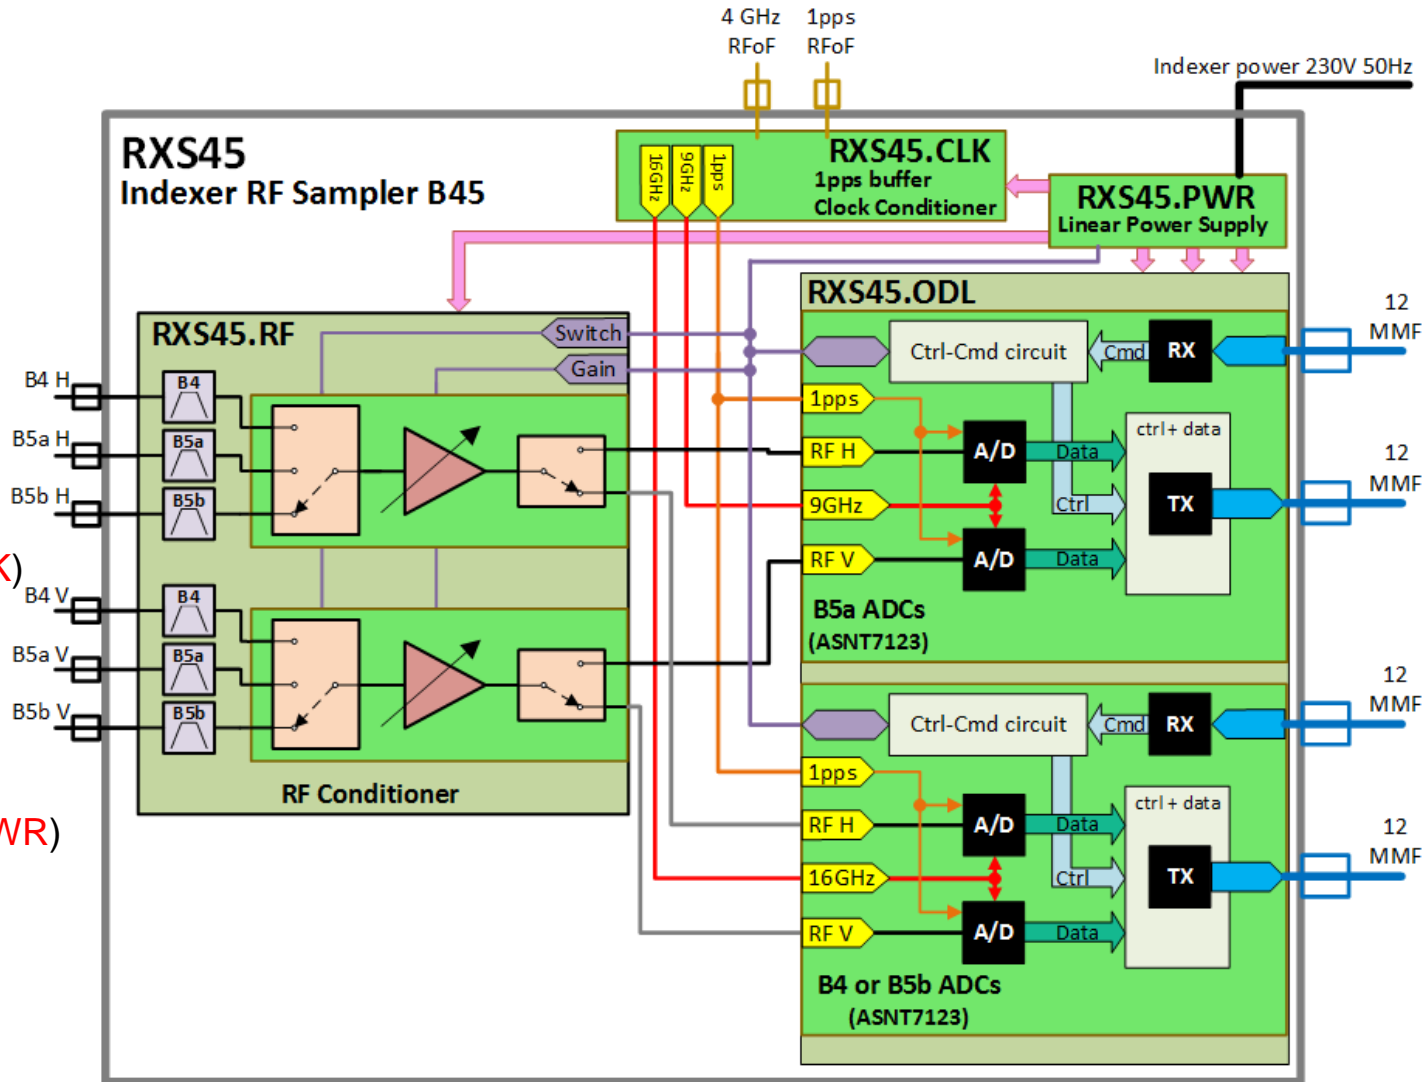 4 GHz
RFoF
1pps
RFoF
Indexer power 230V 50Hz
RXS45
Indexer RF Sampler B45
16GHz
9GHz
1pps
RXS45.CLK
1pps buffer
Clock Conditioner
RXS45.PWR
Linear Power Supply
RXS45.RF
Switch
Gain
B4 H
B4
B5a H
B5a
B5b H
B5b
K)
B4 V
B4
B5a V
B5a
B5b V
B5b
RF Conditioner
WR)
RXS45.ODL
Ctrl-Cmd circuit
Cmd
RX
12
MMF
1pps
RF H
A/D
Data
ctrl + data
TX
12
MMF
9GHz
Ctrl
RF V
A/D
Data
B5a ADCs
(ASNT7123)
Ctrl-Cmd circuit
Cmd
RX
12
MMF
1pps
RF H
A/D
Data
ctrl + data
TX
12
MMF
16GHz
Ctrl
RF V
A/D
Data
B4 or B5b ADCs
(ASNT7123)